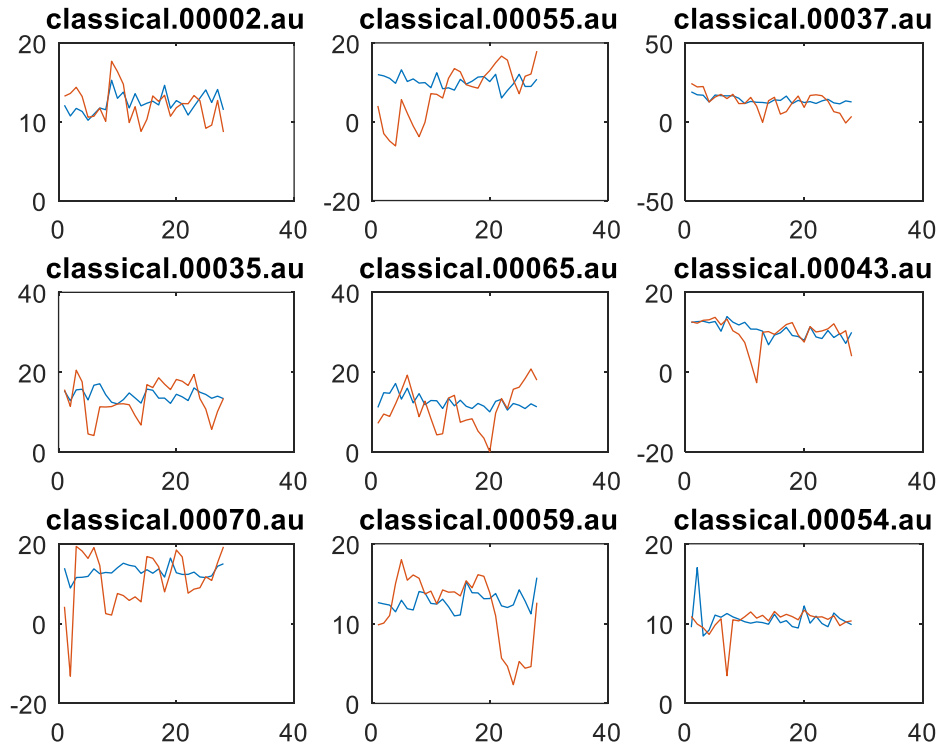 classical.00002.au classical.00055.au classical.00037.au
20 20 50
10 0 0
0 -20 -50
0 20 40 0 20 40 0 20 40
classical.00035.au classical.00065.au classical.00043.au
40 40 20
20 20 0
0 0 -20
0 20 40 0 20 40 0 20 40
classical.00070.au classical.00059.au classical.00054.au
20 20 20
0 10 10
-20 0 0
0 20 40 0 20 40 0 20 40